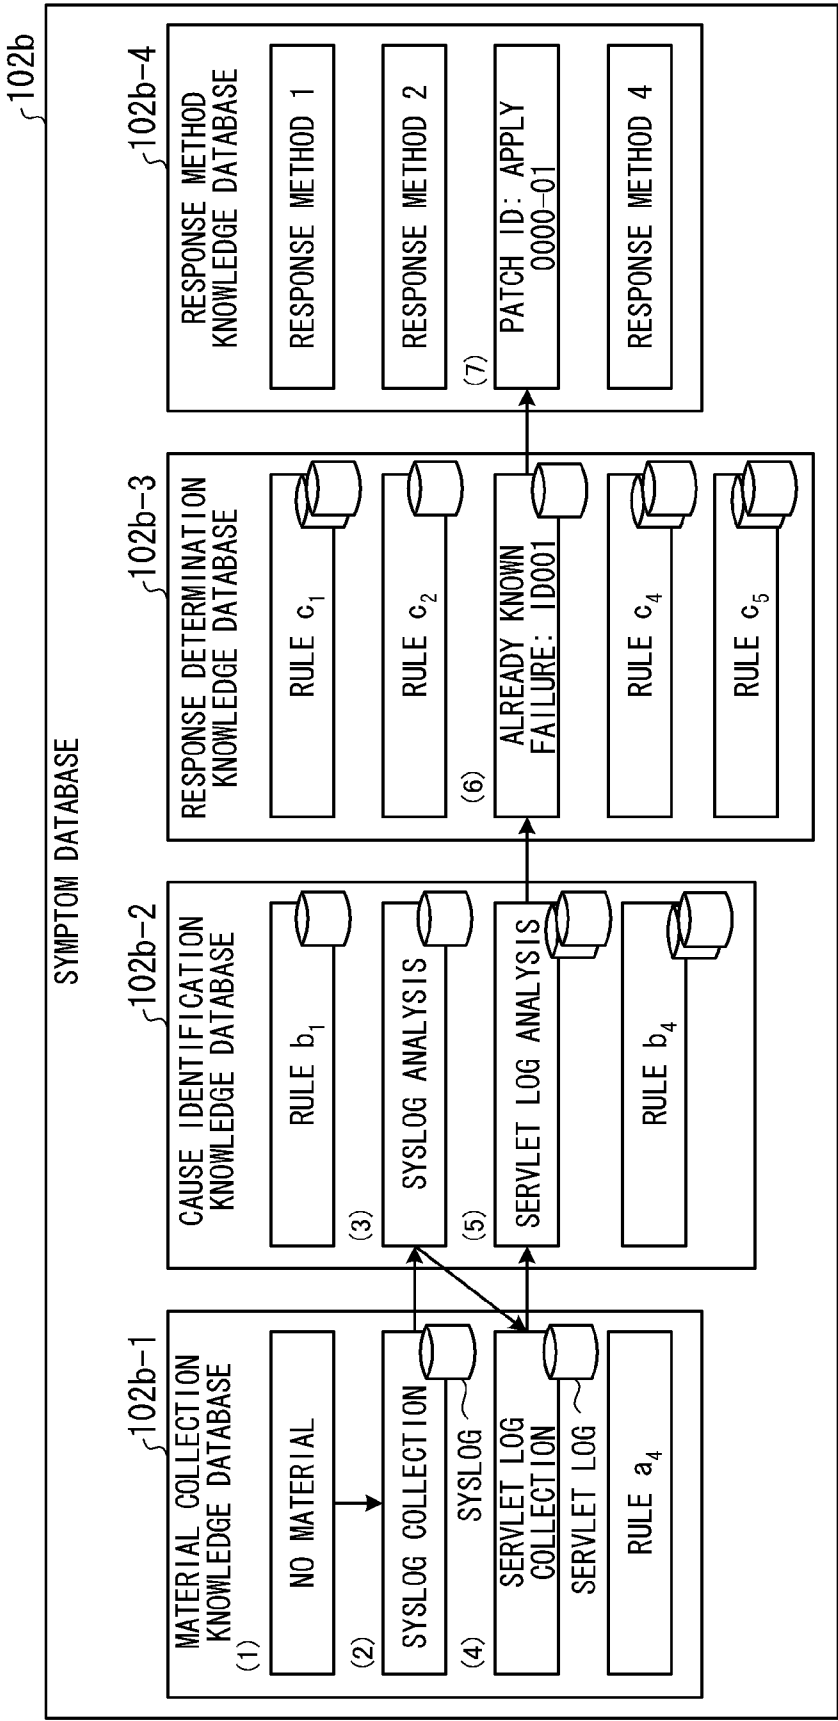 102b
SYMPTOM DATABASE
102b-1
MATERIAL COLLECTION
KNOWLEDGE DATABASE
(1)
NO MATERIAL
(2)
SYSLOG COLLECTION
SYSLOG
(4)
SERVLET LOG
COLLECTION
SERVLET LOG
RULE a4
102b-2
CAUSE IDENTIFICATION
KNOWLEDGE DATABASE
RULE b1
(3)
SYSLOG ANALYSIS
(5)
SERVLET LOG ANALYSIS
RULE b4
102b-3
RESPONSE DETERMINATION
KNOWLEDGE DATABASE
RULE c1
RULE c2
(6)
ALREADY KNOWN
FAILURE: ID001
RULE c4
RULE c5
102b-4
RESPONSE METHOD
KNOWLEDGE DATABASE
RESPONSE METHOD 1
RESPONSE METHOD 2
(7)
PATCH ID: APPLY
0000-01
RESPONSE METHOD 4